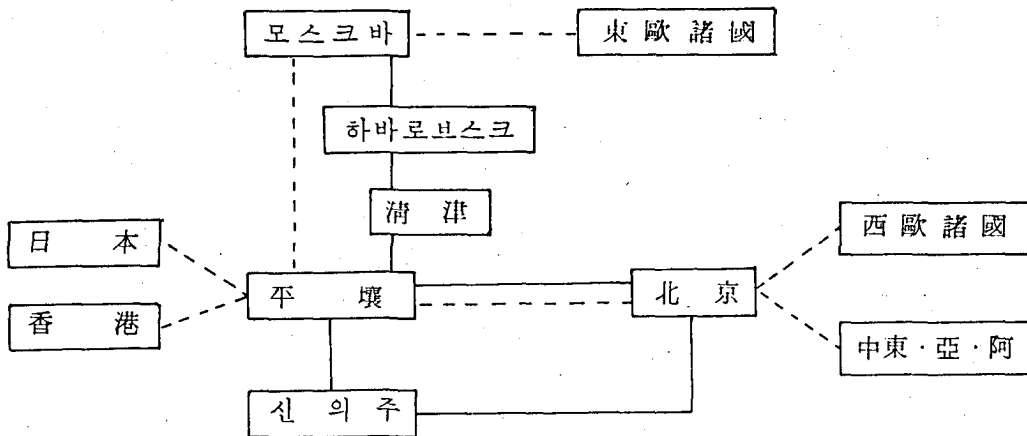 모스크바
東歐諸國
하바로브스크
淸津
日本
西歐諸國
平壤
北京
香港
中東·亞·阿
신의주